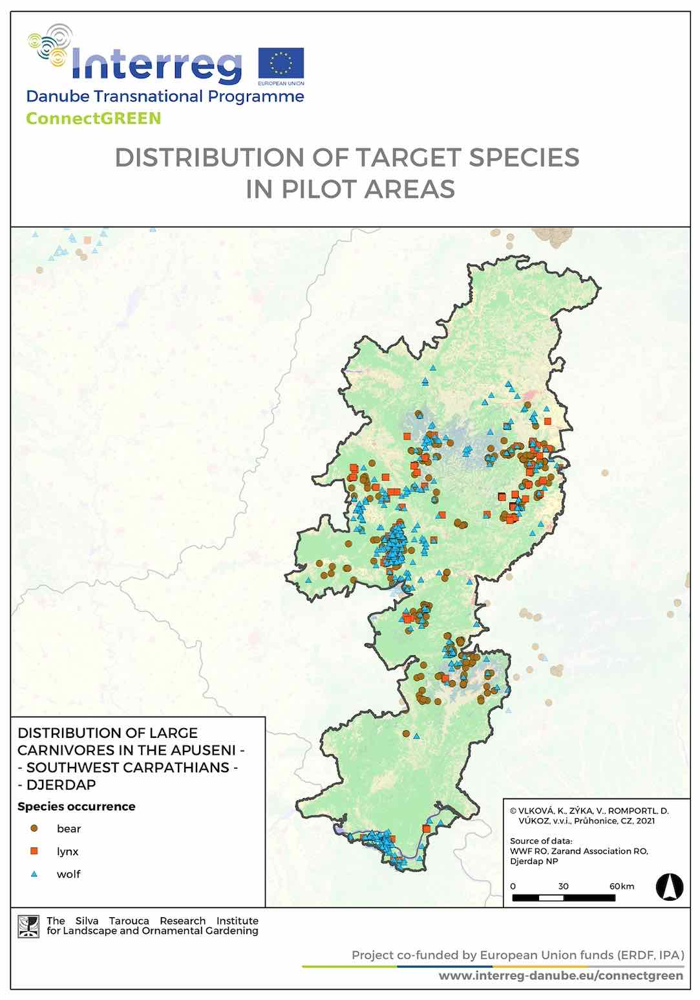 Interreg
EUROPEAN UNION
Danube Transnational Programme
ConnectGREEN
DISTRIBUTION OF TARGET SPECIES
IN PILOT AREAS
DISTRIBUTION OF LARGE
CARNIVORES IN THE APUSENI -
- SOUTHWEST CARPATHIANS -
- DJERDAP
Species occurrence
bear
lynx
wolf
© VLKOVÁ, K., ZÝKA, V., ROMPORTL, D.
VÚKOZ, v.v.i., Průhonice, CZ, 2021
Source of data:
WWF RO, Zarand Association RO,
Djerdap NP
0 30 60km
The Silva Tarouca Research Institute
for Landscape and Ornamental Gardening
Project co-funded by European Union funds (ERDF, IPA)
www.interreg-danube.eu/connectgreen